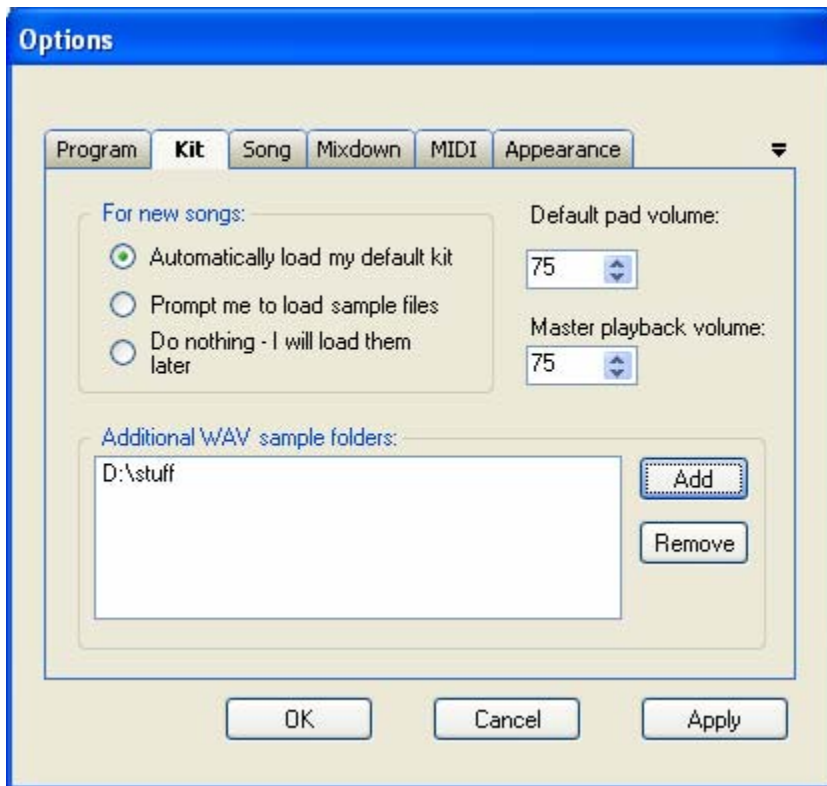 Options
Program Kit Song Mixdown MIDI Appearance
For new songs:
Automatically load my default kit
Prompt me to load sample files
Do nothing - I will load them
later
Default pad volume:
75
Master playback volume:
75
Additional WAV sample folders:
D:\stuff
Add
Remove
OK Cancel Apply